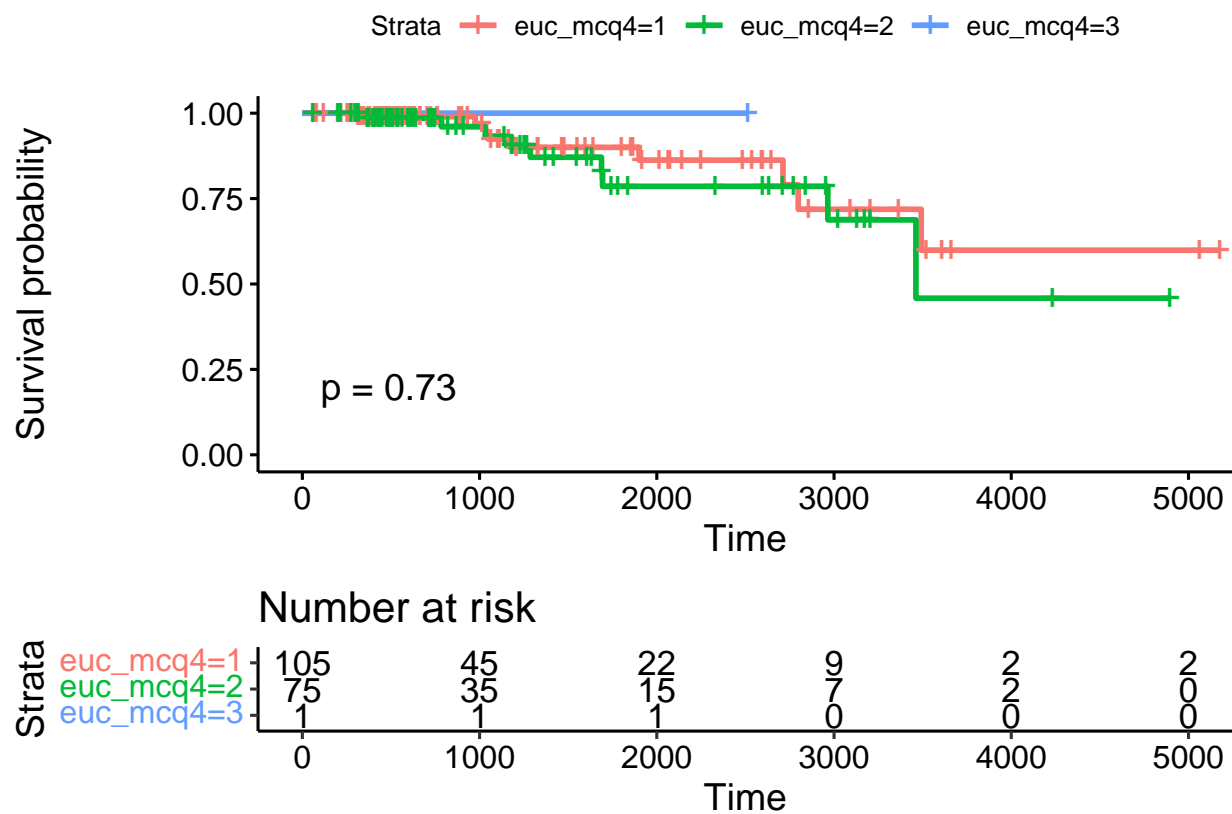 Strata euc_mcq4=1 euc_mcq4=2 euc_mcq4=3
Survival probability
1.00
0.75
0.50
0.25
0.00
p = 0.73
0 1000 2000 3000 4000 5000
Time
Number at risk
Strata
euc_mcq4=1 105 45 22 9 2 2
euc_mcq4=2 75 35 15 7 2 0
euc_mcq4=3 1 1 1 0 0 0
0 1000 2000 3000 4000 5000
Time